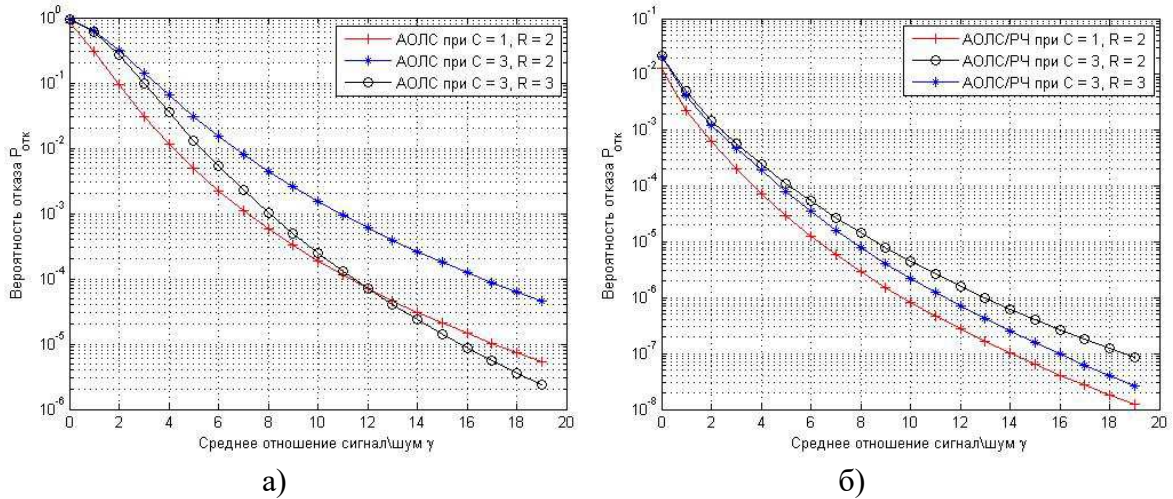 10^0
10^-1
10^-2
10^-3
10^-4
10^-5
10^-6
0 2 4 6 8 10 12 14 16 18 20
Вероятность отказа P_отк
Среднее отношение сигнал\шум γ
АОЛС при C = 1, R = 2
АОЛС при C = 3, R = 2
АОЛС при C = 3, R = 3
а)
10^-1
10^-2
10^-3
10^-4
10^-5
10^-6
10^-7
10^-8
0 2 4 6 8 10 12 14 16 18 20
Вероятность отказа P_отк
Среднее отношение сигнал\шум γ
АОЛС/РЧ при C = 1, R = 2
АОЛС/РЧ при C = 3, R = 2
АОЛС/РЧ при C = 3, R = 3
б)